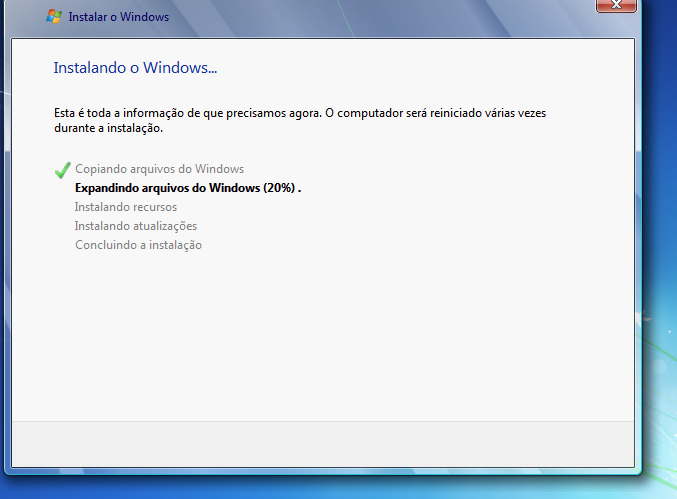 Instalar o Windows
Instalando o Windows...
Esta é toda a informação de que precisamos agora. O computador será reiniciado várias vezes
durante a instalação.
Copiando arquivos do Windows
Expandindo arquivos do Windows (20%) .
Instalando recursos
Instalando atualizações
Concluindo a instalação